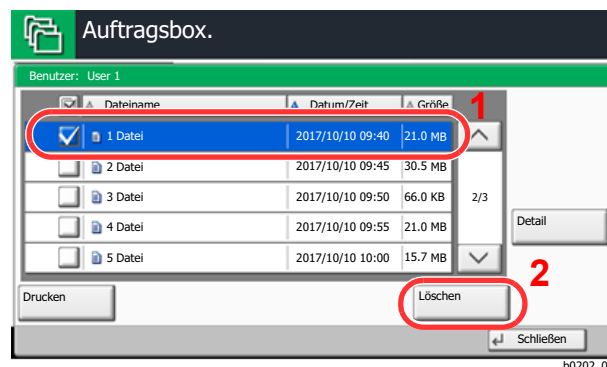 Auftragsbox.
Benutzer: User 1
Dateiname Datum/Zeit Größe 1
1 Datei 2017/10/10 09:40 21.0 MB
2 Datei 2017/10/10 09:45 30.5 MB
3 Datei 2017/10/10 09:50 66.0 KB 2/3
4 Datei 2017/10/10 09:55 21.0 MB Detail
5 Datei 2017/10/10 10:00 15.7 MB
2
Drucken Löschen
Schließen